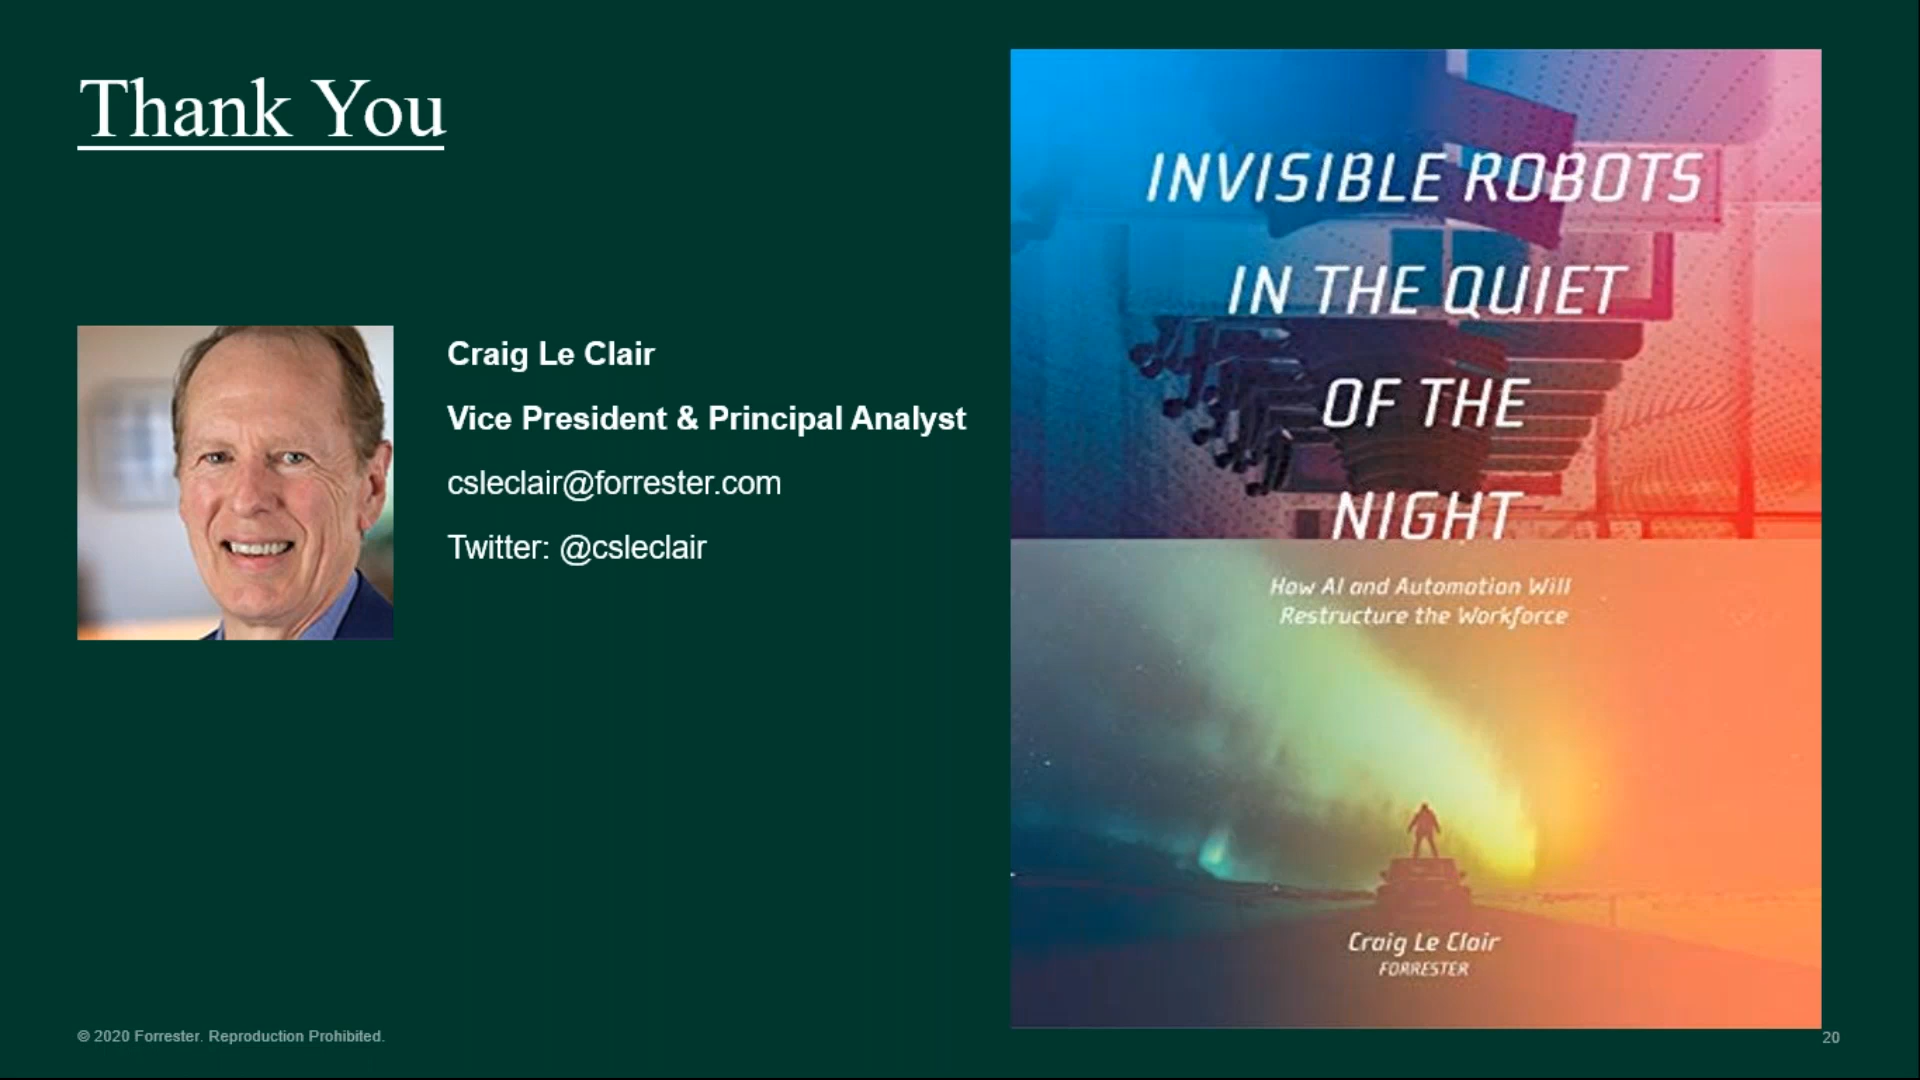 Thank You
Craig Le Clair
Vice President & Principal Analyst
csleclair@forrester.com
Twitter: @csleclair
INVISIBLE ROBOTS
IN THE QUIET
OF THE
NIGHT
How AI and Automation Will
Restructure the Workforce
Craig Le Clair
FORRESTER
© 2020 Forrester. Reproduction Prohibited.
20